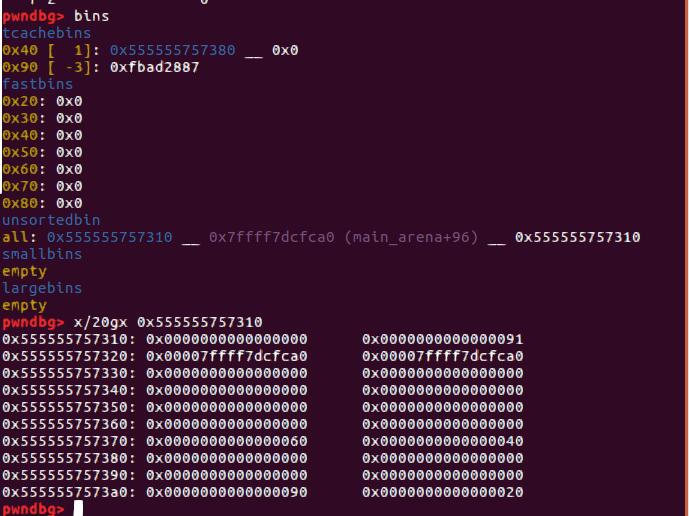 pwndbg> bins
tcachebins
0x40 [  1]: 0x555555757380 __ 0x0
0x90 [ -3]: 0xfbad2887
fastbins
0x20: 0x0
0x30: 0x0
0x40: 0x0
0x50: 0x0
0x60: 0x0
0x70: 0x0
0x80: 0x0
unsortedbin
all: 0x555555757310 __ 0x7ffff7dcfca0 (main_arena+96) __ 0x555555757310
smallbins
empty
largebins
empty
pwndbg> x/20gx 0x555555757310
0x555555757310: 0x0000000000000000 0x0000000000000091
0x555555757320: 0x00007ffff7dcfca0 0x00007ffff7dcfca0
0x555555757330: 0x0000000000000000 0x0000000000000000
0x555555757340: 0x0000000000000000 0x0000000000000000
0x555555757350: 0x0000000000000000 0x0000000000000000
0x555555757360: 0x0000000000000000 0x0000000000000000
0x555555757370: 0x0000000000000060 0x0000000000000040
0x555555757380: 0x0000000000000000 0x0000000000000000
0x555555757390: 0x0000000000000000 0x0000000000000000
0x5555557573a0: 0x0000000000000090 0x0000000000000020
pwndbg>